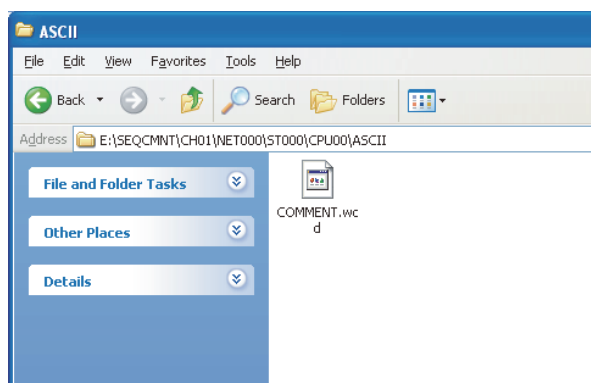 ASCII
File Edit View Favorites Tools Help
Back Search Folders
Address E:\SEQCMNT\CH01\NET000\ST000\CPU00\ASCII
File and Folder Tasks
COMMENT.wc
d
Other Places
Details